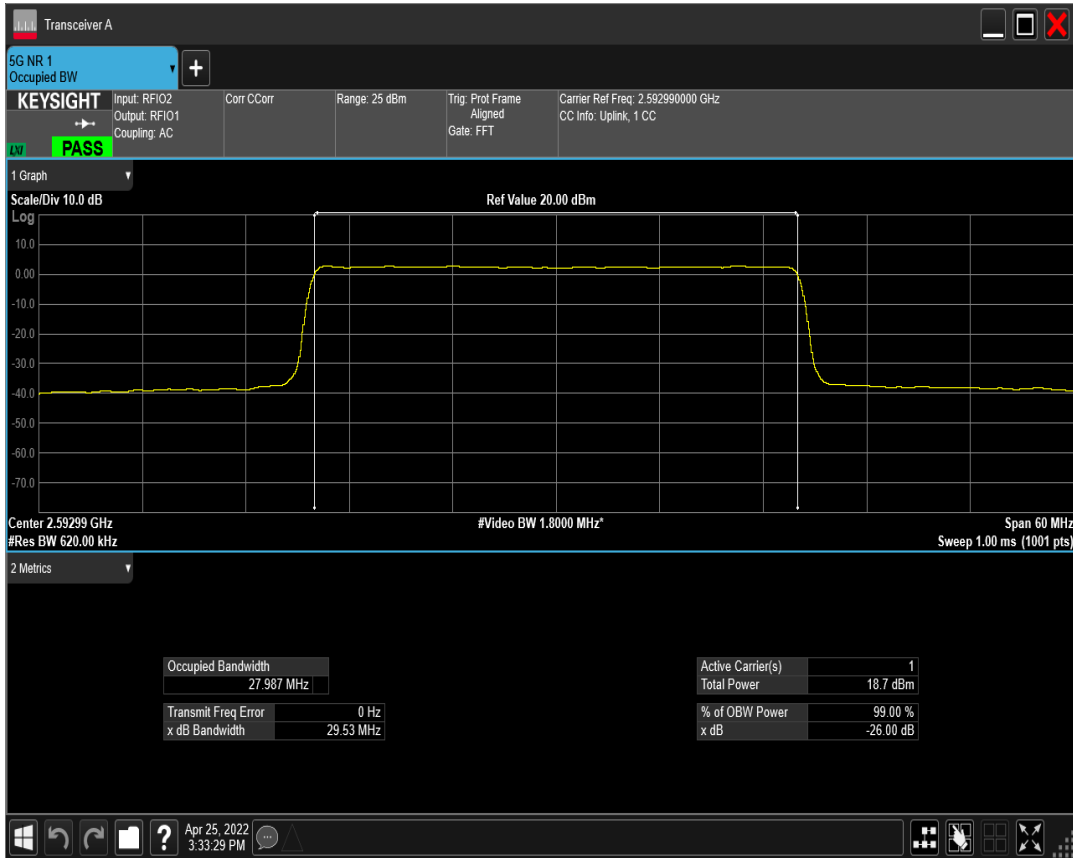 Transceiver A
5G NR 1
Occupied BW
KEYSIGHT
LXI
PASS
Input: RFIO2
Output: RFIO1
Coupling: AC
Corr CCorr
Range: 25 dBm
Trig: Prot Frame
Aligned
Gate: FFT
Carrier Ref Freq: 2.592990000 GHz
CC Info: Uplink, 1 CC
1 Graph
Scale/Div 10.0 dB
Ref Value 20.00 dBm
Log
10.0
0.00
-10.0
-20.0
-30.0
-40.0
-50.0
-60.0
-70.0
Center 2.59299 GHz
#Video BW 1.8000 MHz*
Span 60 MHz
#Res BW 620.00 kHz
Sweep 1.00 ms (1001 pts)
2 Metrics
Occupied Bandwidth
27.987 MHz
Transmit Freq Error 0 Hz
x dB Bandwidth 29.53 MHz
Active Carrier(s) 1
Total Power 18.7 dBm
% of OBW Power 99.00 %
x dB -26.00 dB
Apr 25, 2022
3:33:29 PM